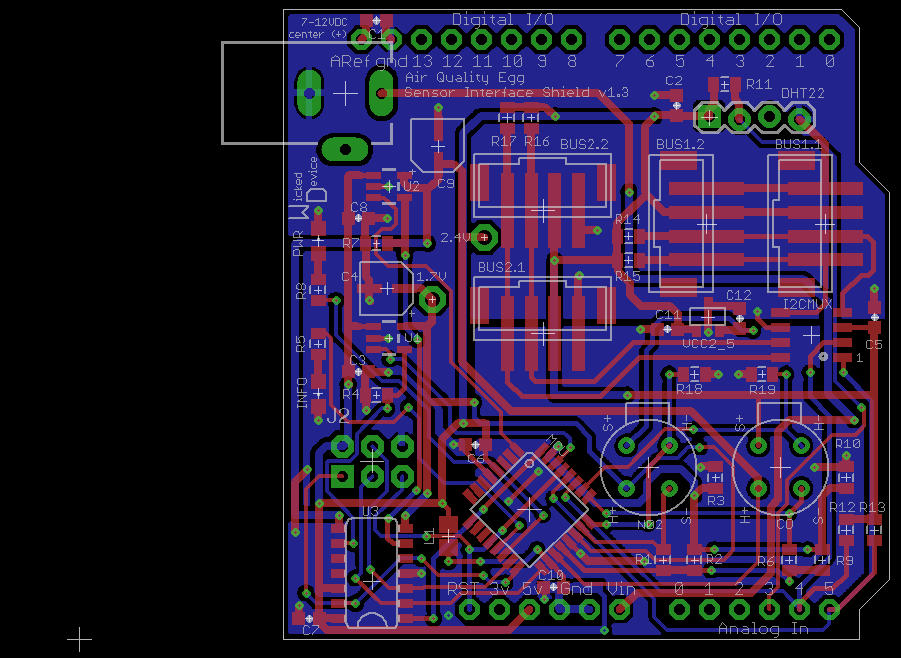 7-12VDC
center (+)
C1
Digital I/O
Digital I/O
ARef gnd 13 12 11 10 9 8
7 6 5 4 3 2 1 0
Air Quality Egg
Sensor Interface Shield v1.3
C2
R11
DHT22
R17 R16
BUS2.2
BUS1.2
BUS1.1
Wicked
Device
U2
C9
C8
R14
PWR
R7
2.4V
R15
C4
1.7V
BUS2.1
R8
C12
I2CMUX
C11
VCC2_5
C5
R5
U1
1
C3
R18
R19
INFO
R4
J2
S+
H-
S+
H-
C6
R10
R3
R12
R13
U3
L1
H+
N02
S-
H+
CO
S-
R1
R2
R6
R9
C10
RST 3v 5v Gnd Vin
0 1 2 3 4 5
C7
Analog In